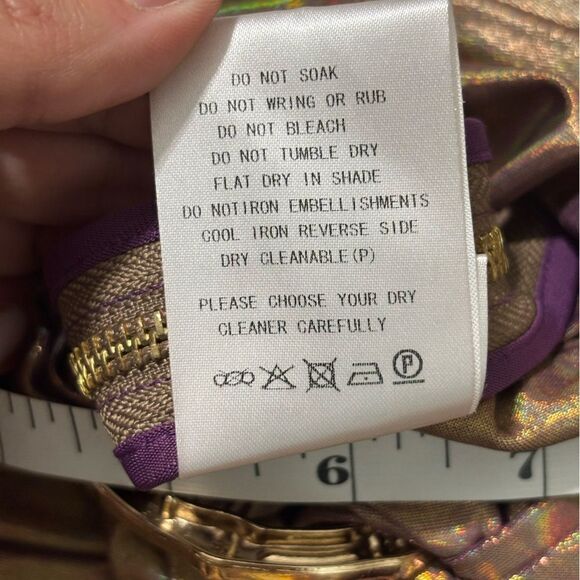 DO NOT SOAK
DO NOT WRING OR RUB
DO NOT BLEACH
DO NOT TUMBLE DRY
FLAT DRY IN SHADE
DO NOTIRON EMBELLISHMENTS
COOL IRON REVERSE SIDE
DRY CLEANABLE(P)
PLEASE CHOOSE YOUR DRY
CLEANER CAREFULLY
P
6
7